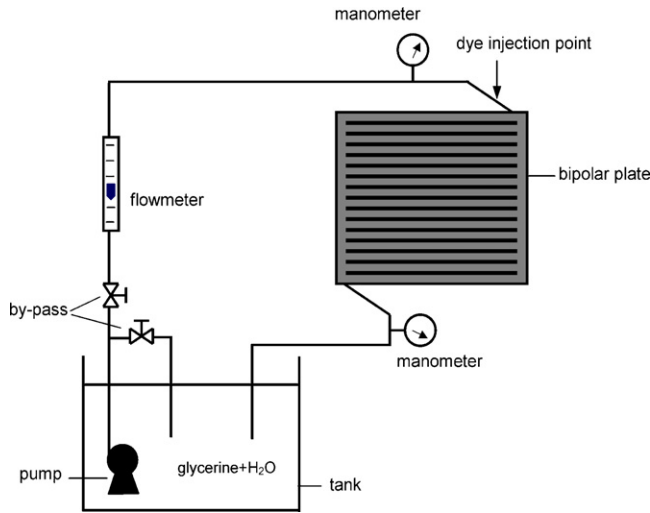 manometer
dye injection point
bipolar plate
flowmeter
by-pass
manometer
glycerine+H₂O
pump
tank